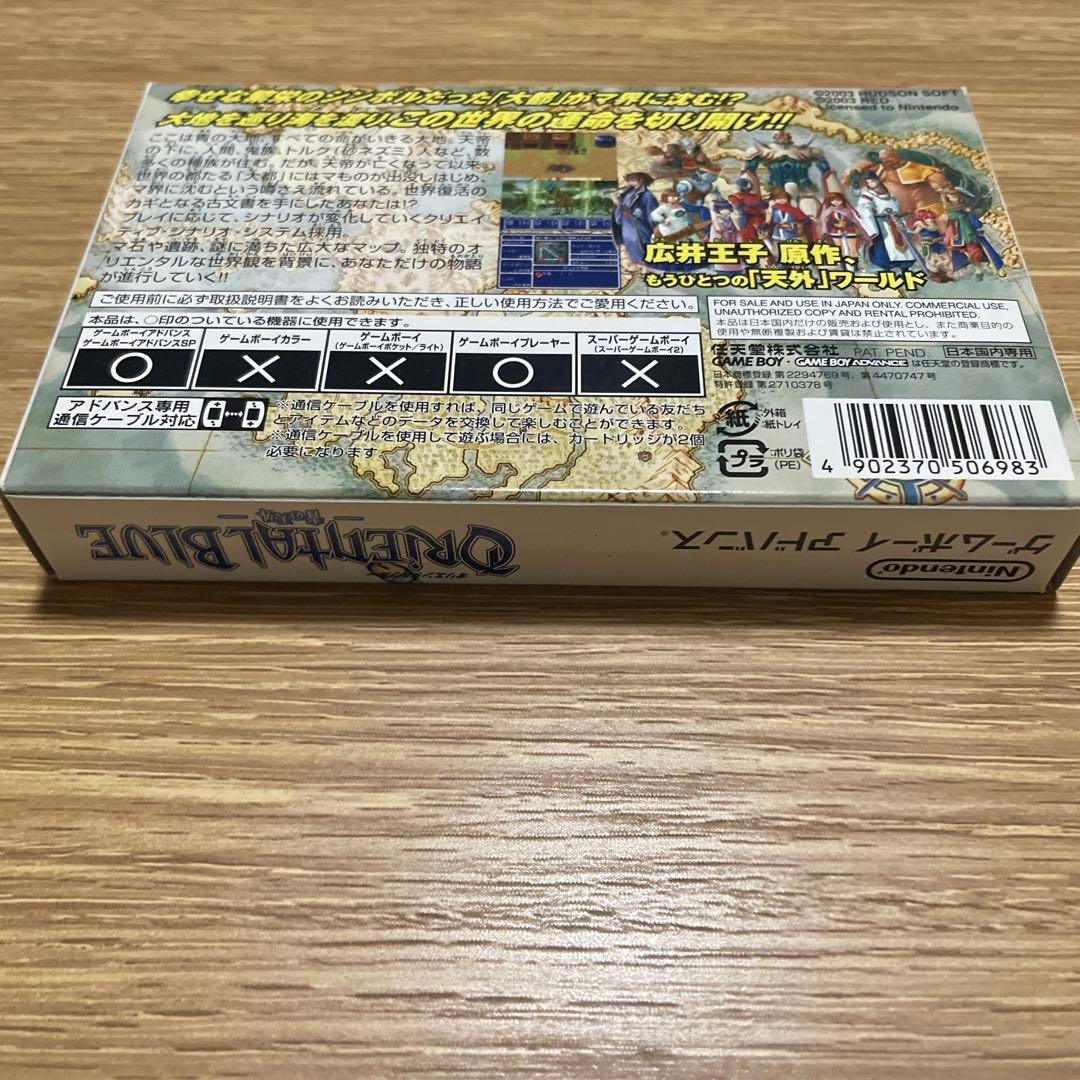 幸せな繁栄のシンボルだった「大都」がマ界に沈む!?
大地を巡り海を渡り、この世界の運命を切り開け!!
©2003 HUDSON SOFT
©2003 RED
Licensed to Nintendo
ここは青の大地。すべての命がいきる大地。天帝
の下に、人間、鬼族、トルク(砂ネズミ)人など、数
多くの種族が住む。だが、天帝が亡くなって以来、
世界の都たる「大都」にはマものが出没しはじめ、
マ界に沈むという噂さえ流れている。世界復活の
カギとなる古文書を手にしたあなたは!?
プレイに応じて、シナリオが変化していくクリエイ
ティブ・シナリオ・システム採用。
マ石や遺跡、謎に満ちた広大なマップ。独特のオ
リエンタルな世界観を背景に、あなただけの物語
が進行していく!!
広井王子 原作、
もうひとつの「天外」ワールド
ご使用前に必ず取扱説明書をよくお読みいただき、正しい使用方法でご愛用ください。
本品は、○印のついている機器に使用できます。
ゲームボーイアドバンス
ゲームボーイアドバンスSP
ゲームボーイカラー
ゲームボーイ
(ゲームボーイポケット/ライト)
ゲームボーイプレーヤー
スーパーゲームボーイ
(スーパーゲームボーイ2)
アドバンス専用
通信ケーブル対応
※通信ケーブルを使用すれば、同じゲームで遊んでいる友だち
とアイテムなどのデータを交換して楽しむことができます。
※通信ケーブルを使用して遊ぶ場合には、カートリッジが2個
必要になります。
FOR SALE AND USE IN JAPAN ONLY. COMMERCIAL USE,
UNAUTHORIZED COPY AND RENTAL PROHIBITED.
本品は日本国内だけの販売および使用とし、また商業目的の
使用や無断複製および賃貸は禁止されています。
任天堂株式会社 PAT. PEND. 日本国内専用
GAME BOY・GAME BOY ADVANCE は任天堂の登録商標です。
日本商標登録 第2294769号、第4470747号
特許登録 第2710378号
紙
:外箱
:紙トレイ
プラ
:ポリ袋
(PE)
4 902370 506983
Nintendo
ゲームボーイ アドバンス®
ORIENTAL BLUE
青の天外